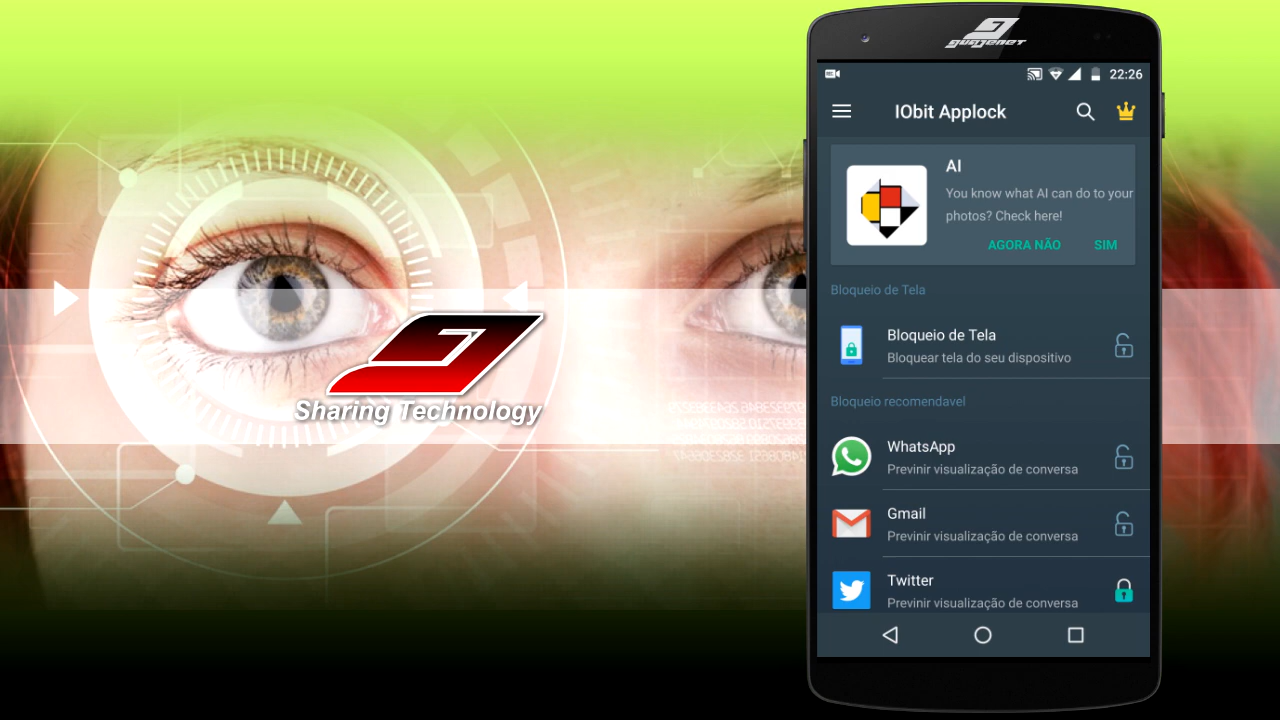 Sharing Technology
GUAJENET
22:26
IObit Applock
AI
You know what AI can do to your
photos? Check here!
AGORA NÃO SIM
Bloqueio de Tela
Bloqueio de Tela
Bloquear tela do seu dispositivo
Bloqueio recomendavel
WhatsApp
Previnir visualização de conversa
Gmail
Previnir visualização de conversa
Twitter
Previnir visualização de conversa